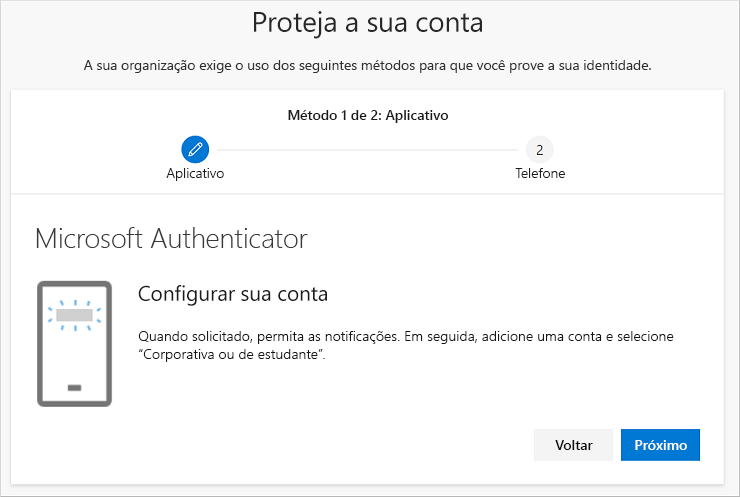 Proteja a sua conta
A sua organização exige o uso dos seguintes métodos para que você prove a sua identidade.
Método 1 de 2: Aplicativo
2
Aplicativo
Telefone
Microsoft Authenticator
Configurar sua conta
Quando solicitado, permita as notificações. Em seguida, adicione uma conta e selecione
“Corporativa ou de estudante”.
Voltar
Próximo